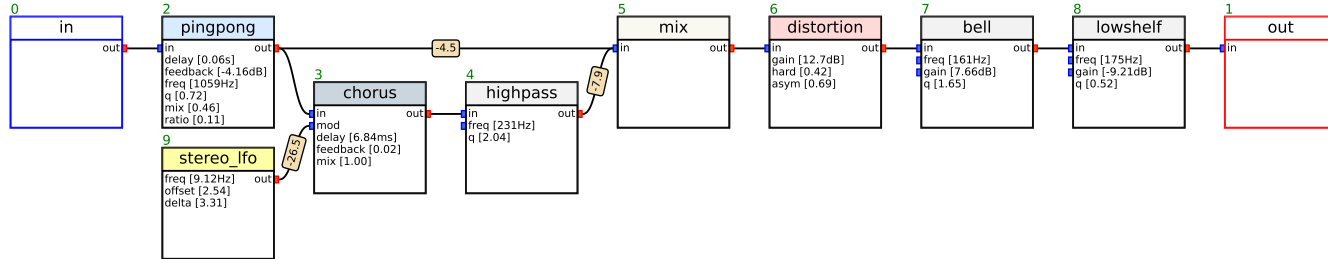 0
in
out
2
pingpong
in
out
delay [0.06s]
feedback [-4.16dB]
freq [1059Hz]
q [0.72]
mix [0.46]
ratio [0.11]
9
stereo_lfo
freq [9.12Hz]
out
offset [2.54]
delta [3.31]
-26.5
3
chorus
in
out
mod
delay [6.84ms]
feedback [0.02]
mix [1.00]
-4.5
4
highpass
in
out
freq [231Hz]
q [2.04]
-7.9
5
mix
in
out
6
distortion
in
out
gain [12.7dB]
hard [0.42]
asym [0.69]
7
bell
in
out
freq [161Hz]
gain [7.66dB]
q [1.65]
8
lowshelf
in
out
freq [175Hz]
gain [-9.21dB]
q [0.52]
1
out
in